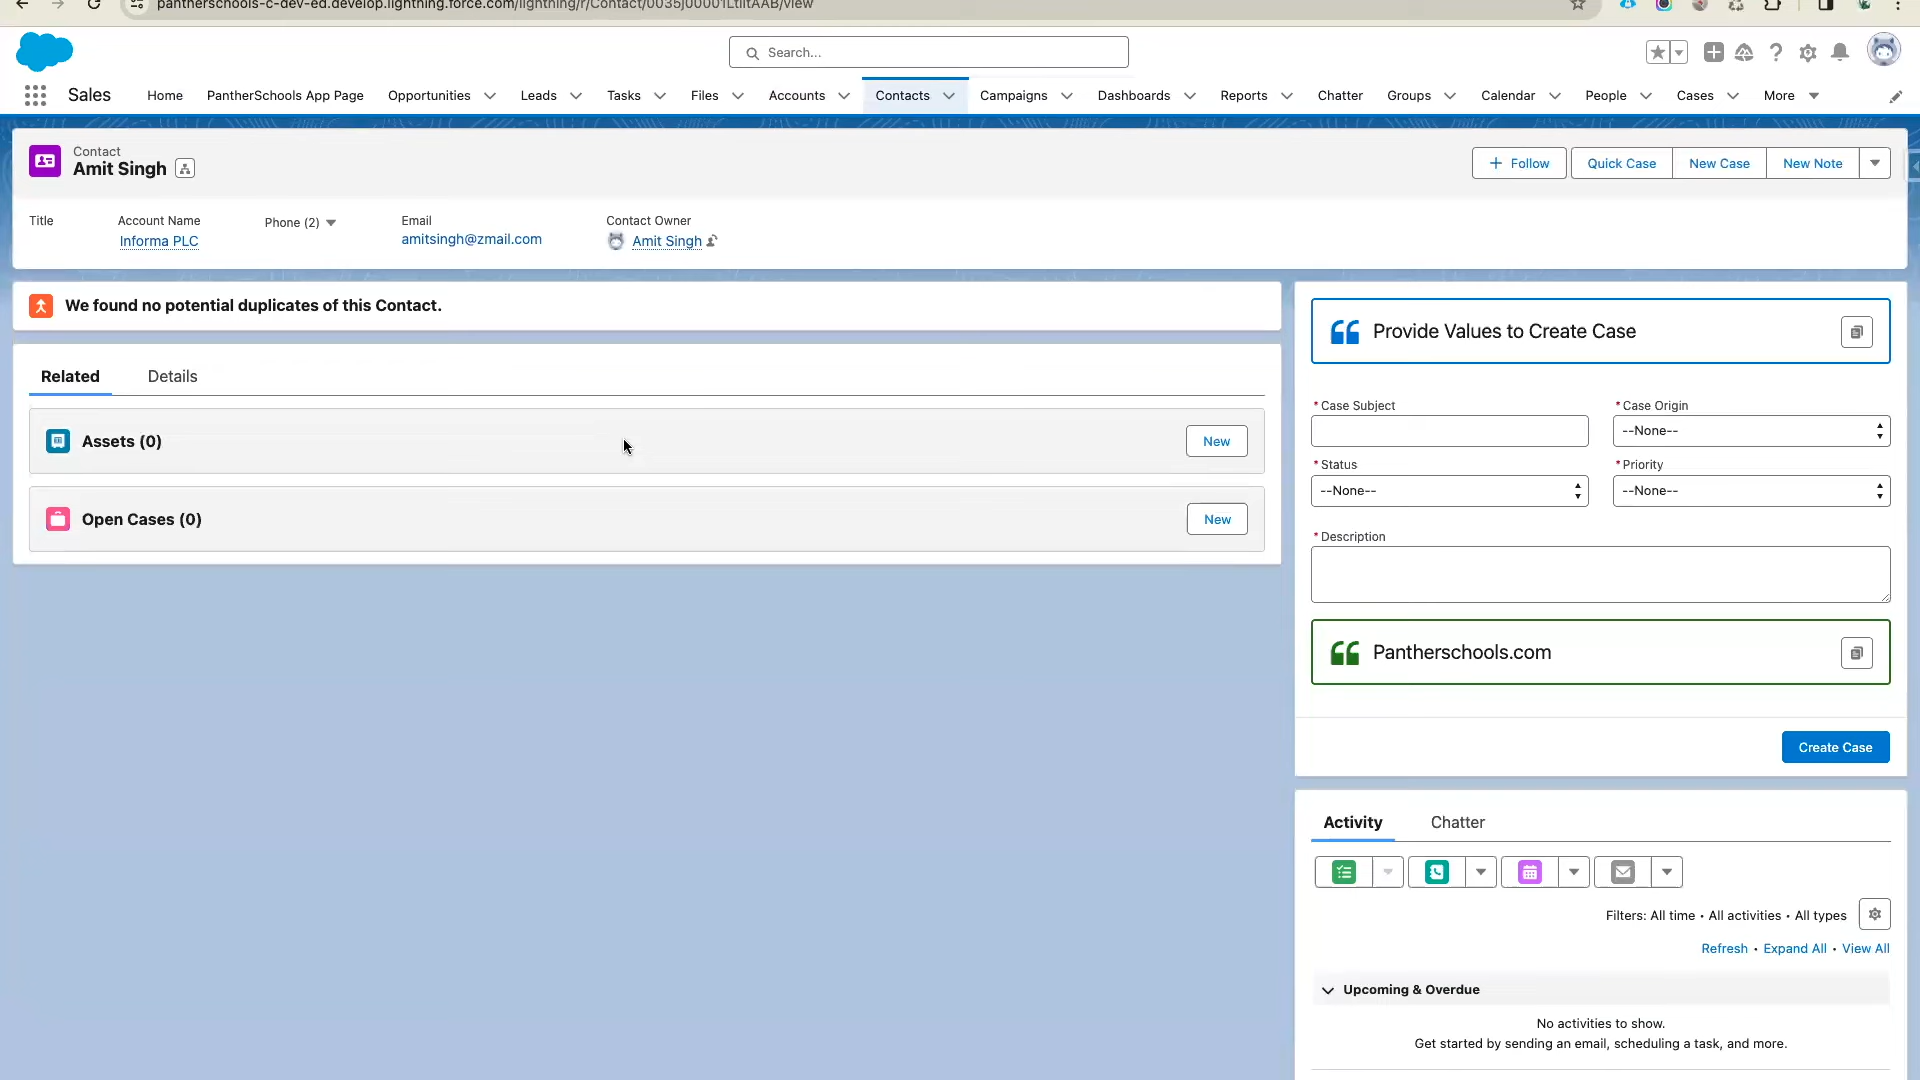 pantherschools-c-dev-ed.develop.lightning.force.com/lightning/r/Contact/0035j00001LtiItAAB/view
Search...
Sales
Home PantherSchools App Page Opportunities Leads Tasks Files Accounts Contacts Campaigns Dashboards Reports Chatter Groups Calendar People Cases More
Contact
Amit Singh
+ Follow Quick Case New Case New Note
Title Account Name Phone (2) Email Contact Owner
Informa PLC amitsingh@zmail.com Amit Singh
We found no potential duplicates of this Contact.
Related Details
Assets (0) New
Open Cases (0) New
Provide Values to Create Case
*Case Subject *Case Origin
--None--
*Status *Priority
--None-- --None--
*Description
Pantherschools.com
Create Case
Activity Chatter
Filters: All time • All activities • All types
Refresh • Expand All • View All
Upcoming & Overdue
No activities to show.
Get started by sending an email, scheduling a task, and more.